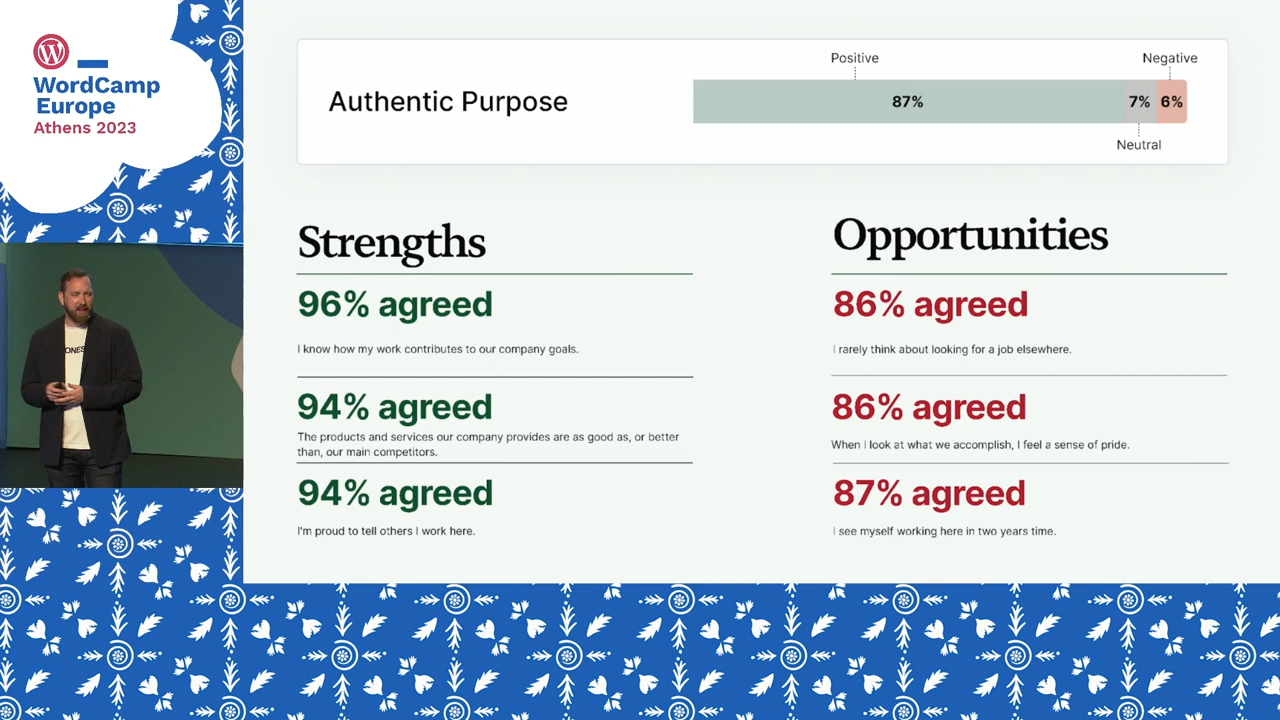 WordCamp
Europe
Athens 2023
Positive
Negative
Authentic Purpose
87%
7%
6%
Neutral
Strengths
96% agreed
I know how my work contributes to our company goals.
94% agreed
The products and services our company provides are as good as, or better
than, our main competitors.
94% agreed
I'm proud to tell others I work here.
Opportunities
86% agreed
I rarely think about looking for a job elsewhere.
86% agreed
When I look at what we accomplish, I feel a sense of pride.
87% agreed
I see myself working here in two years time.